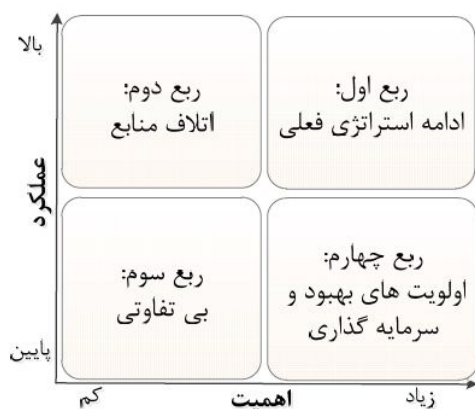 بالا
ربع اول:
ادامه استراتژی فعلی
ربع دوم:
اتلاف منابع
عملکرد
ربع چهارم:
اولویت های بهبود و
سرمایه گذاری
ربع سوم:
بی تفاوتی
پایین
زیاد
اهمیت
کم